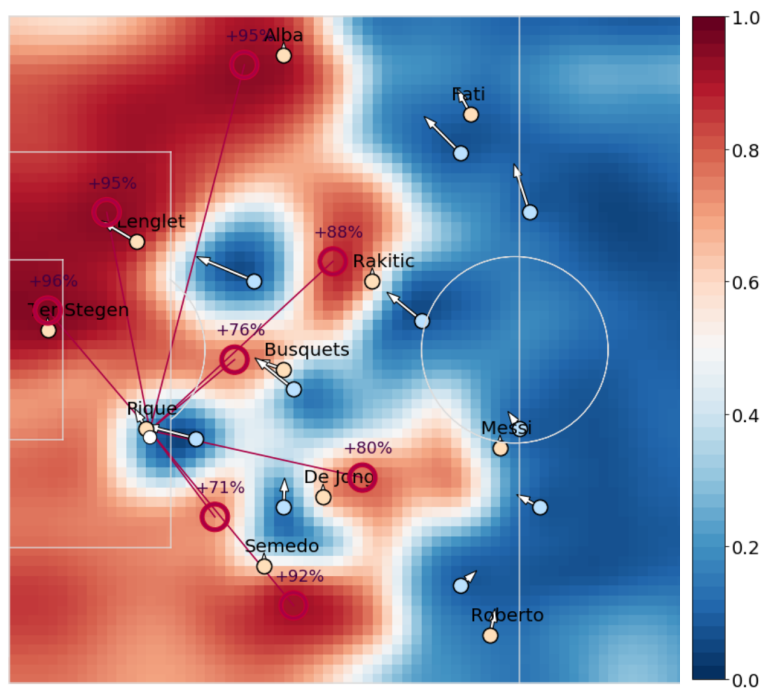 +95%
Alba
1.0
Fati
0.8
+95%
Lenglet
+88%
Rakitic
+96%
Ter Stegen
0.6
+76%
Busquets
Pique
0.4
Messi
+80%
De Jong
+71%
Semedo
0.2
+92%
Roberto
0.0